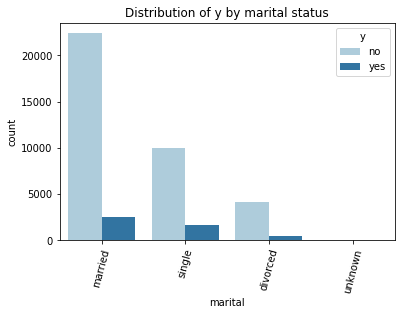 Distribution of y by marital status
y
no
yes
count
20000
15000
10000
5000
0
married
single
divorced
unknown
marital